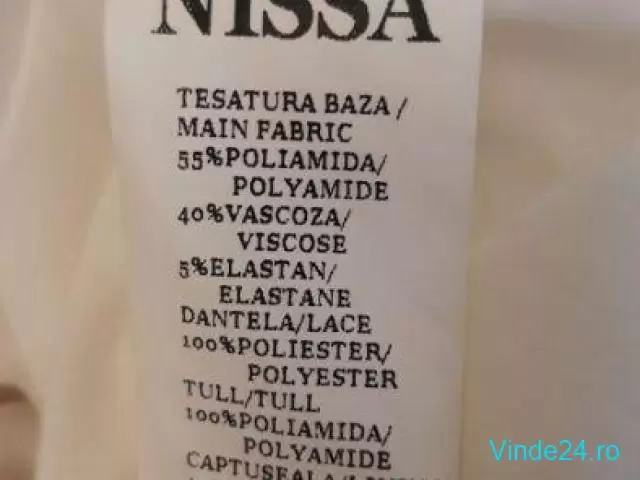 NISSA
TESATURA BAZA /
MAIN FABRIC
55%POLIAMIDA/
POLYAMIDE
40%VASCOZA/
VISCOSE
5%ELASTAN/
ELASTANE
DANTELA/LACE
100%POLIESTER/
POLYESTER
TULL/TULL
100%POLIAMIDA/
POLYAMIDE
CAPTUSEALA/
Vinde24.ro